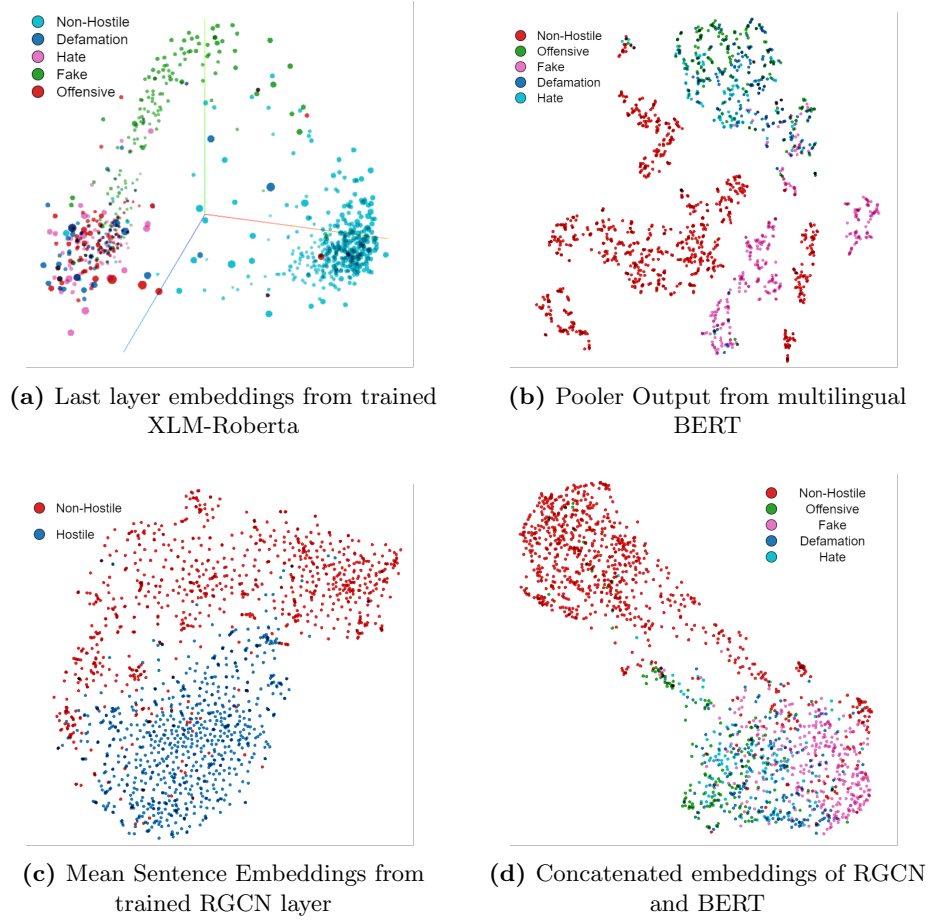 Non-Hostile
Defamation
Hate
Fake
Offensive
(a) Last layer embeddings from trained
XLM-Roberta
Non-Hostile
Offensive
Fake
Defamation
Hate
(b) Pooler Output from multilingual
BERT
Non-Hostile
Hostile
(c) Mean Sentence Embeddings from
trained RGCN layer
Non-Hostile
Offensive
Fake
Defamation
Hate
(d) Concatenated embeddings of RGCN
and BERT